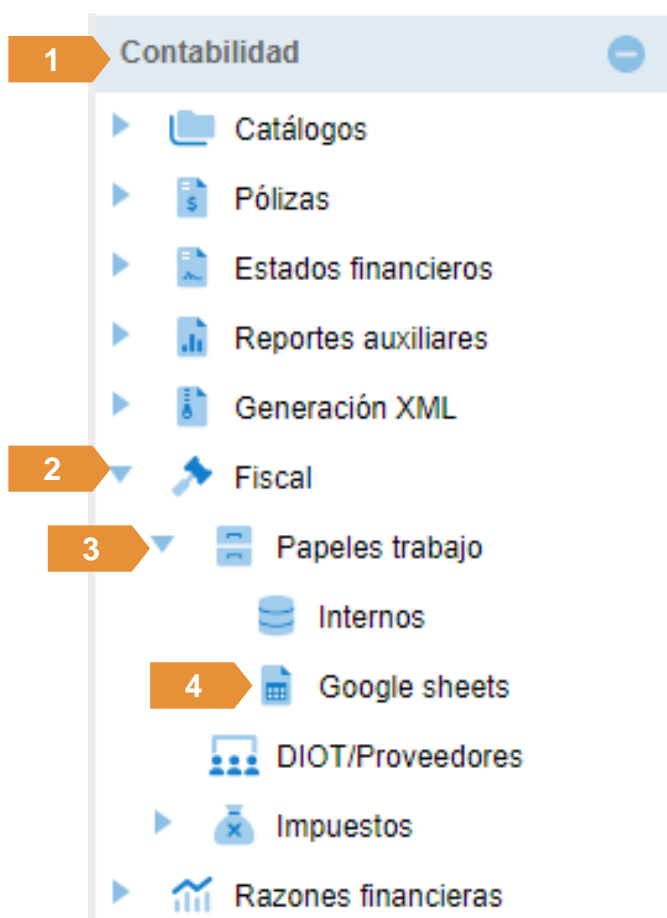 1 Contabilidad
Catálogos
$ Pólizas
Estados financieros
Reportes auxiliares
Generación XML
2 Fiscal
3 Papeles trabajo
Internos
4 Google sheets
DIOT/Proveedores
x Impuestos
Razones financieras